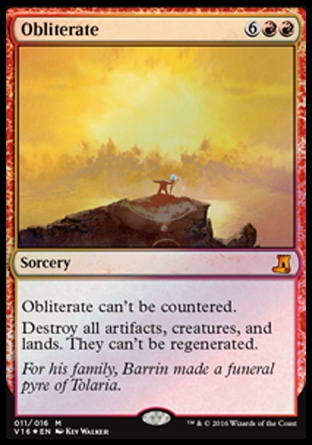 Obliterate 6
Sorcery
Obliterate can't be countered.
Destroy all artifacts, creatures, and
lands. They can't be regenerated.
For his family, Barrin made a funeral
pyre of Tolaria.
011/016 M
V16 ★ EN Kev Walker
™ & © 2016 Wizards of the Coast